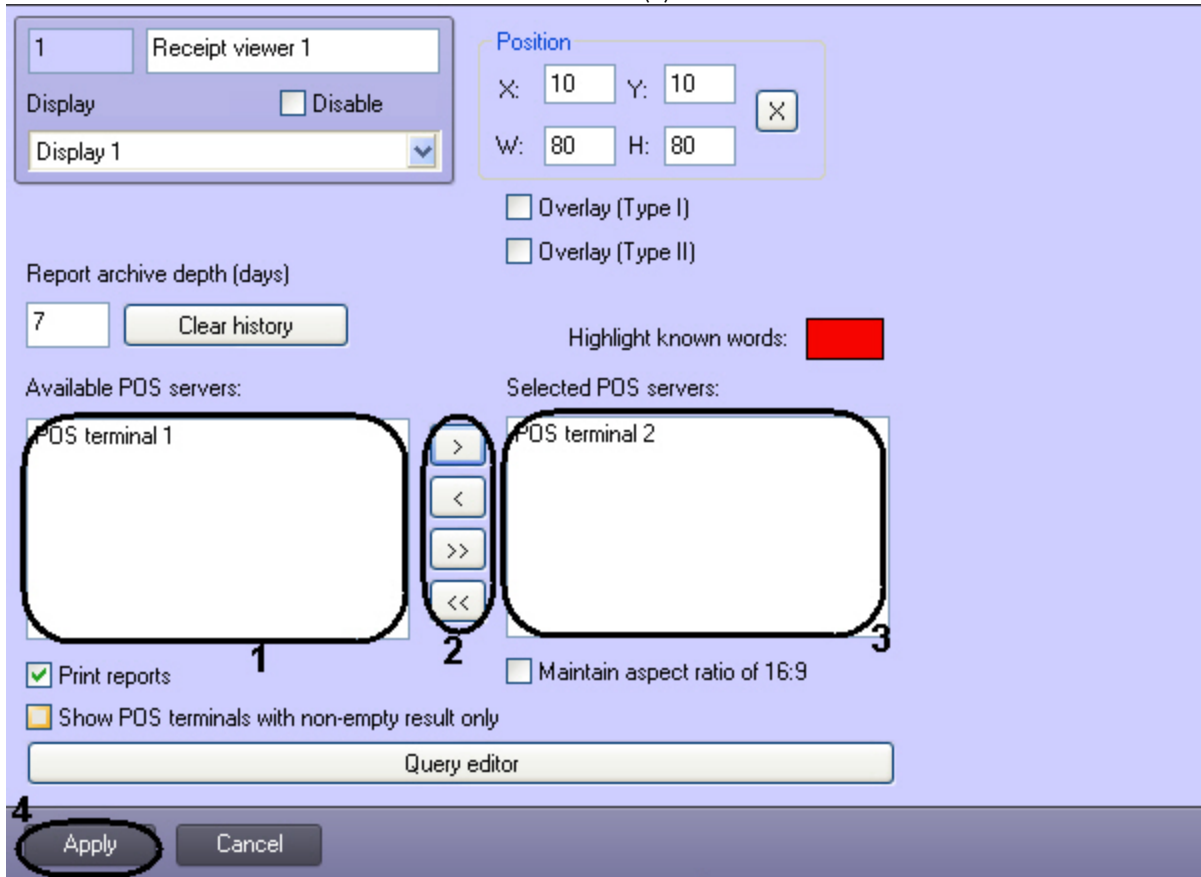 1 Receipt viewer 1
Display Disable
Display 1
Position
X: 10 Y: 10
X
W: 80 H: 80
Overlay (Type I)
Overlay (Type II)
Report archive depth (days)
7 Clear history
Highlight known words:
Available POS servers: Selected POS servers:
POS terminal 1 > POS terminal 2
<
>>
<<
1 2 3
Print reports Maintain aspect ratio of 16:9
Show POS terminals with non-empty result only
Query editor
4
Apply Cancel